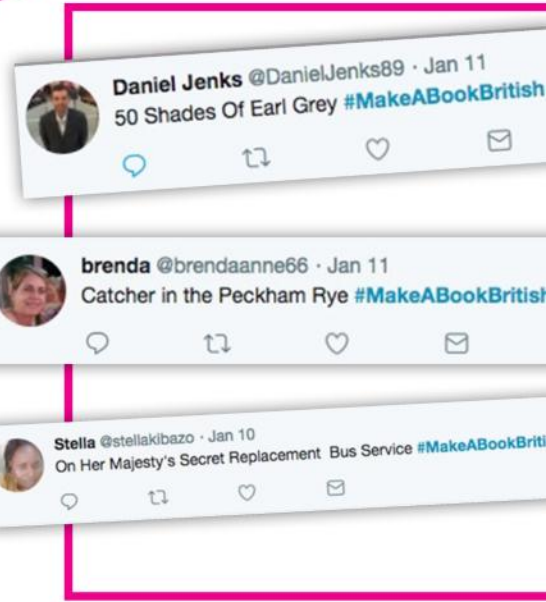 Daniel Jenks @DanielJenks89 · Jan 11
50 Shades Of Earl Grey #MakeABookBritish
brenda @brendaanne66 · Jan 11
Catcher in the Peckham Rye #MakeABookBritish
Stella @stellakibazo · Jan 10
On Her Majesty's Secret Replacement Bus Service #MakeABookBriti